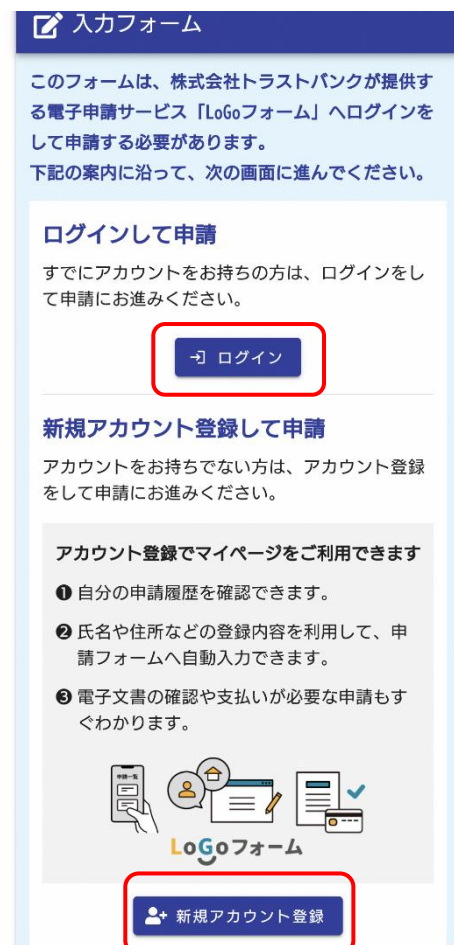 入力フォーム
このフォームは、株式会社トラストバンクが提供す
る電子申請サービス「LoGoフォーム」へログインを
して申請する必要があります。
下記の案内に沿って、次の画面に進んでください。
ログインして申請
すでにアカウントをお持ちの方は、ログインをし
て申請にお進みください。
ログイン
新規アカウント登録して申請
アカウントをお持ちでない方は、アカウント登録
をして申請にお進みください。
アカウント登録でマイページをご利用できます
❶ 自分の申請履歴を確認できます。
❷ 氏名や住所などの登録内容を利用して、申
請フォームへ自動入力できます。
❸ 電子文書の確認や支払いが必要な申請もす
ぐわかります。
申請一覧
LoGoフォーム
新規アカウント登録